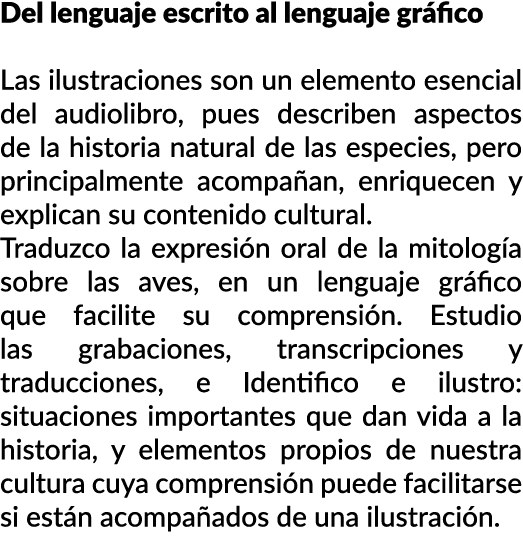 Del lenguaje escrito al lenguaje gráfico
Las ilustraciones son un elemento esencial
del audiolibro, pues describen aspectos
de la historia natural de las especies, pero
principalmente acompañan, enriquecen y
explican su contenido cultural.
Traduzco la expresión oral de la mitología
sobre las aves, en un lenguaje gráfico
que facilite su comprensión. Estudio
las grabaciones, transcripciones y
traducciones, e Identifico e ilustro:
situaciones importantes que dan vida a la
historia, y elementos propios de nuestra
cultura cuya comprensión puede facilitarse
si están acompañados de una ilustración.